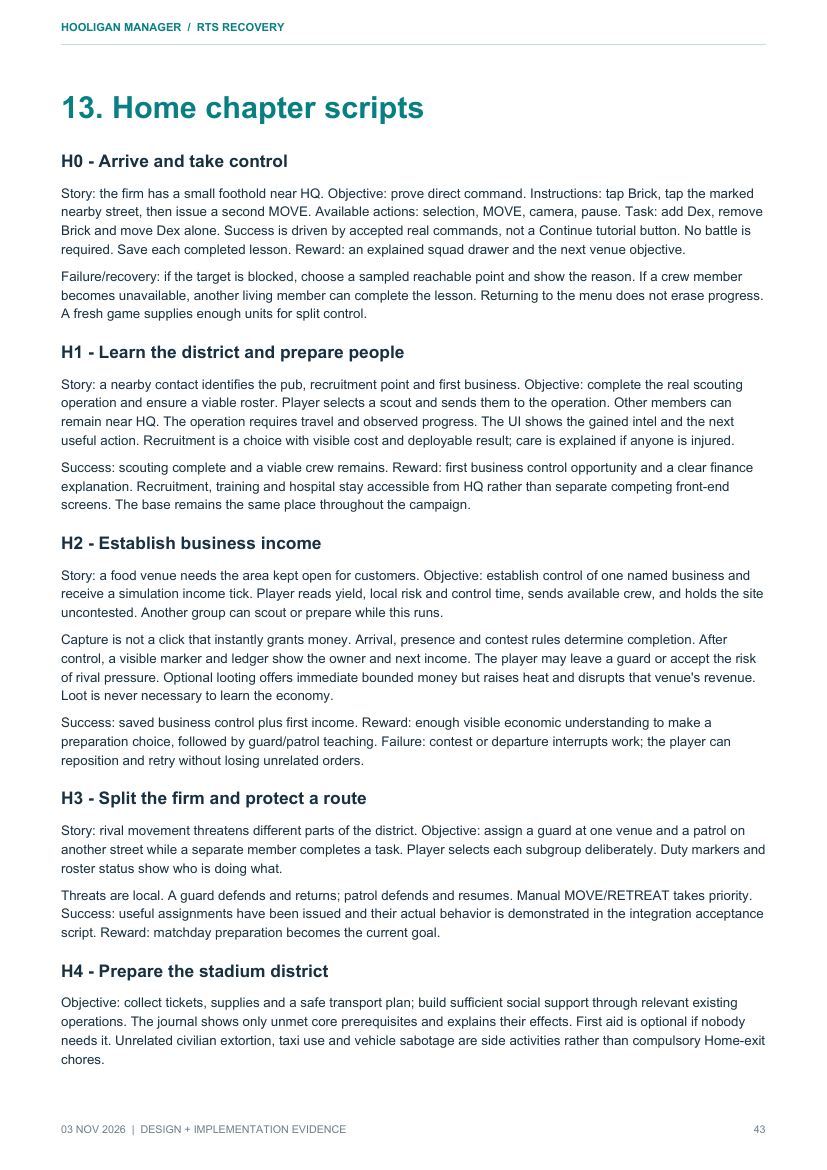 HOOLIGAN MANAGER / RTS RECOVERY
13. Home chapter scripts
H0 - Arrive and take control
Story: the firm has a small foothold near HQ. Objective: prove direct command. Instructions: tap Brick, tap the marked
nearby street, then issue a second MOVE. Available actions: selection, MOVE, camera, pause. Task: add Dex, remove
Brick and move Dex alone. Success is driven by accepted real commands, not a Continue tutorial button. No battle is
required. Save each completed lesson. Reward: an explained squad drawer and the next venue objective.
Failure/recovery: if the target is blocked, choose a sampled reachable point and show the reason. If a crew member
becomes unavailable, another living member can complete the lesson. Returning to the menu does not erase progress.
A fresh game supplies enough units for split control.
H1 - Learn the district and prepare people
Story: a nearby contact identifies the pub, recruitment point and first business. Objective: complete the real scouting
operation and ensure a viable roster. Player selects a scout and sends them to the operation. Other members can
remain near HQ. The operation requires travel and observed progress. The UI shows the gained intel and the next
useful action. Recruitment is a choice with visible cost and deployable result; care is explained if anyone is injured.
Success: scouting complete and a viable crew remains. Reward: first business control opportunity and a clear finance
explanation. Recruitment, training and hospital stay accessible from HQ rather than separate competing front-end
screens. The base remains the same place throughout the campaign.
H2 - Establish business income
Story: a food venue needs the area kept open for customers. Objective: establish control of one named business and
receive a simulation income tick. Player reads yield, local risk and control time, sends available crew, and holds the site
uncontested. Another group can scout or prepare while this runs.
Capture is not a click that instantly grants money. Arrival, presence and contest rules determine completion. After
control, a visible marker and ledger show the owner and next income. The player may leave a guard or accept the risk
of rival pressure. Optional looting offers immediate bounded money but raises heat and disrupts that venue's revenue.
Loot is never necessary to learn the economy.
Success: saved business control plus first income. Reward: enough visible economic understanding to make a
preparation choice, followed by guard/patrol teaching. Failure: contest or departure interrupts work; the player can
reposition and retry without losing unrelated orders.
H3 - Split the firm and protect a route
Story: rival movement threatens different parts of the district. Objective: assign a guard at one venue and a patrol on
another street while a separate member completes a task. Player selects each subgroup deliberately. Duty markers and
roster status show who is doing what.
Threats are local. A guard defends and returns; patrol defends and resumes. Manual MOVE/RETREAT takes priority.
Success: useful assignments have been issued and their actual behavior is demonstrated in the integration acceptance
script. Reward: matchday preparation becomes the current goal.
H4 - Prepare the stadium district
Objective: collect tickets, supplies and a safe transport plan; build sufficient social support through relevant existing
operations. The journal shows only unmet core prerequisites and explains their effects. First aid is optional if nobody
needs it. Unrelated civilian extortion, taxi use and vehicle sabotage are side activities rather than compulsory Home-exit
chores.
03 NOV 2026 | DESIGN + IMPLEMENTATION EVIDENCE
43